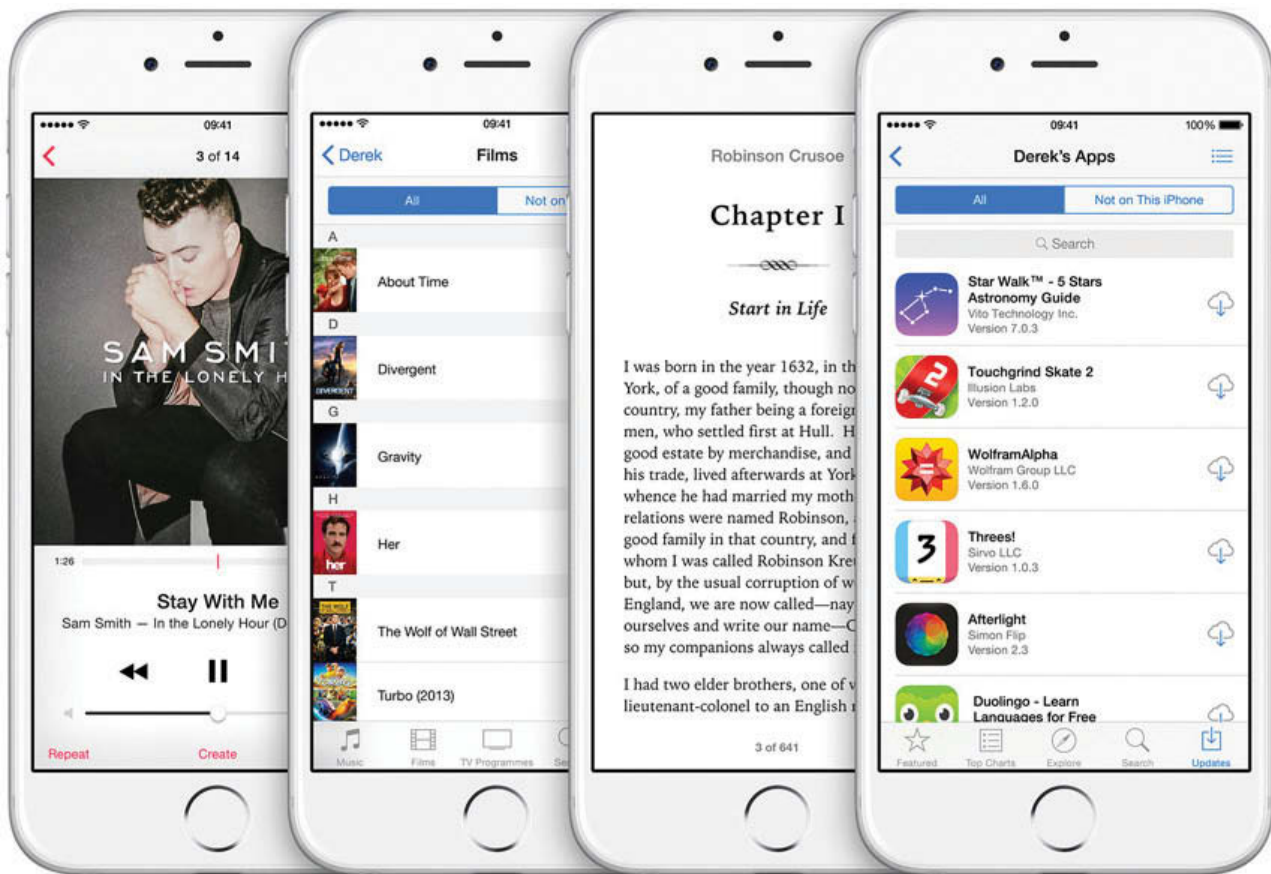 09:41
3 of 14
SAM SMI
IN THE LONELY H
1:26
Stay With Me
Sam Smith — In the Lonely Hour (D
Repeat
Create
09:41
Derek
Films
All
Not on
A
About Time
D
DIVERGENT
Divergent
G
Gravity
H
her
Her
T
THE WOLF
The Wolf of Wall Street
Turbo (2013)
Music
Films
TV Programmes
Se
Robinson Crusoe
Chapter I
Start in Life
I was born in the year 1632, in th
York, of a good family, though no
country, my father being a foreign
men, who settled first at Hull. H
good estate by merchandise, and
his trade, lived afterwards at York
whence he had married my moth
relations were named Robinson, a
good family in that country, and f
whom I was called Robinson Kreu
but, by the usual corruption of w
England, we are now called—nay
ourselves and write our name—C
so my companions always called
I had two elder brothers, one of w
lieutenant-colonel to an English r
3 of 641
09:41
100%
Derek's Apps
All
Not on This iPhone
Search
Star Walk™ - 5 Stars
Astronomy Guide
Vito Technology Inc.
Version 7.0.3
2
Touchgrind Skate 2
Illusion Labs
Version 1.2.0
=
WolframAlpha
Wolfram Group LLC
Version 1.6.0
3
Threes!
Sirvo LLC
Version 1.0.3
Afterlight
Simon Flip
Version 2.3
Duolingo - Learn
Languages for Free
Featured
Top Charts
Explore
Search
Updates